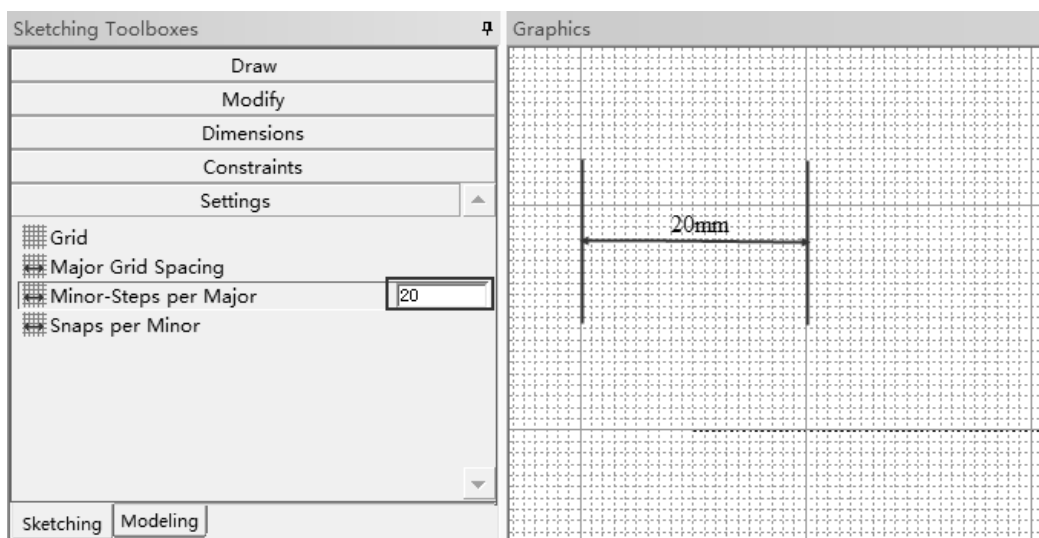 Sketching Toolboxes
Draw
Modify
Dimensions
Constraints
Settings
Grid
Major Grid Spacing
Minor-Steps per Major 20
Snaps per Minor
Sketching Modeling
Graphics
20mm